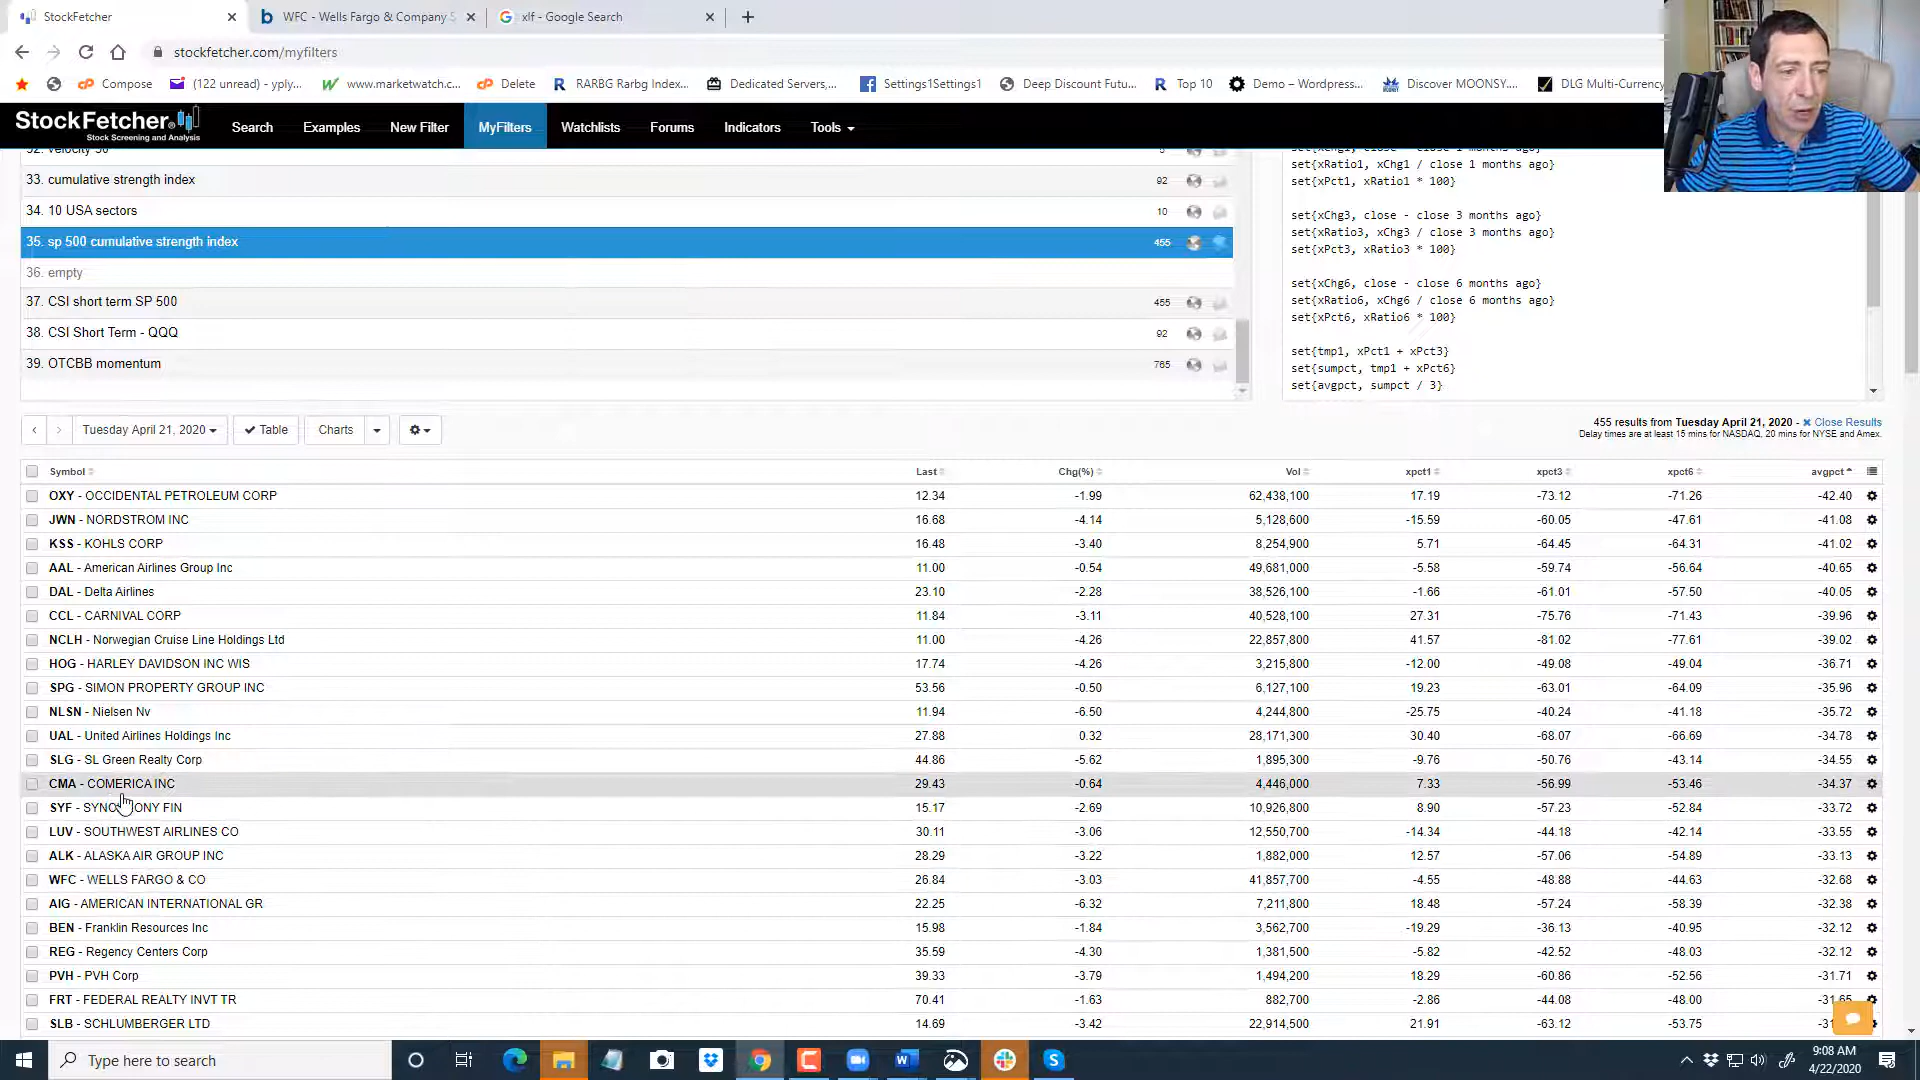 StockFetcher
WFC - Wells Fargo & Company S
xlf - Google Search
stockfetcher.com/myfilters
Compose
(122 unread) - yply...
www.marketwatch.c...
Delete
RARBG Rarbg Index...
Dedicated Servers,...
Settings1Settings1
Deep Discount Futu...
Top 10
Demo – Wordpress...
Discover MOONSY....
DLG Multi-Currency
StockFetcher
Stock Screening and Analysis
Search
Examples
New Filter
MyFilters
Watchlists
Forums
Indicators
Tools
33. cumulative strength index 92
34. 10 USA sectors 10
35. sp 500 cumulative strength index 455
36. empty
37. CSI short term SP 500 455
38. CSI Short Term - QQQ 92
39. OTCBB momentum 765
set{xRatio1, xChg1 / close 1 months ago}
set{xPct1, xRatio1 * 100}
set{xChg3, close - close 3 months ago}
set{xRatio3, xChg3 / close 3 months ago}
set{xPct3, xRatio3 * 100}
set{xChg6, close - close 6 months ago}
set{xRatio6, xChg6 / close 6 months ago}
set{xPct6, xRatio6 * 100}
set{tmp1, xPct1 + xPct3}
set{sumpct, tmp1 + xPct6}
set{avgpct, sumpct / 3}
Tuesday April 21, 2020
Table
Charts
455 results from Tuesday April 21, 2020 - × Close Results
Delay times are at least 15 mins for NASDAQ, 20 mins for NYSE and Amex.
Symbol Last Chg(%) Vol xpct1 xpct3 xpct6 avgpct
OXY - OCCIDENTAL PETROLEUM CORP 12.34 -1.99 62,438,100 17.19 -73.12 -71.26 -42.40
JWN - NORDSTROM INC 16.68 -4.14 5,128,600 -15.59 -60.05 -47.61 -41.08
KSS - KOHLS CORP 16.48 -3.40 8,254,900 5.71 -64.45 -64.31 -41.02
AAL - American Airlines Group Inc 11.00 -0.54 49,681,000 -5.58 -59.74 -56.64 -40.65
DAL - Delta Airlines 23.10 -2.28 38,526,100 -1.66 -61.01 -57.50 -40.05
CCL - CARNIVAL CORP 11.84 -3.11 40,528,100 27.31 -75.76 -71.43 -39.96
NCLH - Norwegian Cruise Line Holdings Ltd 11.00 -4.26 22,857,800 41.57 -81.02 -77.61 -39.02
HOG - HARLEY DAVIDSON INC WIS 17.74 -4.26 3,215,800 -12.00 -49.08 -49.04 -36.71
SPG - SIMON PROPERTY GROUP INC 53.56 -0.50 6,127,100 19.23 -63.01 -64.09 -35.96
NLSN - Nielsen Nv 11.94 -6.50 4,244,800 -25.75 -40.24 -41.18 -35.72
UAL - United Airlines Holdings Inc 27.88 0.32 28,171,300 30.40 -68.07 -66.69 -34.78
SLG - SL Green Realty Corp 44.86 -5.62 1,895,300 -9.76 -50.76 -43.14 -34.55
CMA - COMERICA INC 29.43 -0.64 4,446,000 7.33 -56.99 -53.46 -34.37
SYF - FIN 15.17 -2.69 10,926,800 8.90 -57.23 -52.84 -33.72
LUV - SOUTHWEST AIRLINES CO 30.11 -3.06 12,550,700 -14.34 -44.18 -42.14 -33.55
ALK - ALASKA AIR GROUP INC 28.29 -3.22 1,882,000 12.57 -57.06 -54.89 -33.13
WFC - WELLS FARGO & CO 26.84 -3.03 41,857,700 -4.55 -48.88 -44.63 -32.68
AIG - AMERICAN INTERNATIONAL GR 22.25 -6.32 7,211,800 18.48 -57.24 -58.39 -32.38
BEN - Franklin Resources Inc 15.98 -1.84 3,562,700 -19.29 -36.13 -40.95 -32.12
REG - Regency Centers Corp 35.59 -4.30 1,381,500 -5.82 -42.52 -48.03 -32.12
PVH - PVH Corp 39.33 -3.79 1,494,200 18.29 -60.86 -52.56 -31.71
FRT - FEDERAL REALTY INVT TR 70.41 -1.63 882,700 -2.86 -44.08 -48.00 -31.65
SLB - SCHLUMBERGER LTD 14.69 -3.42 22,914,500 21.91 -63.12 -53.75
Type here to search
9:08 AM
4/22/2020